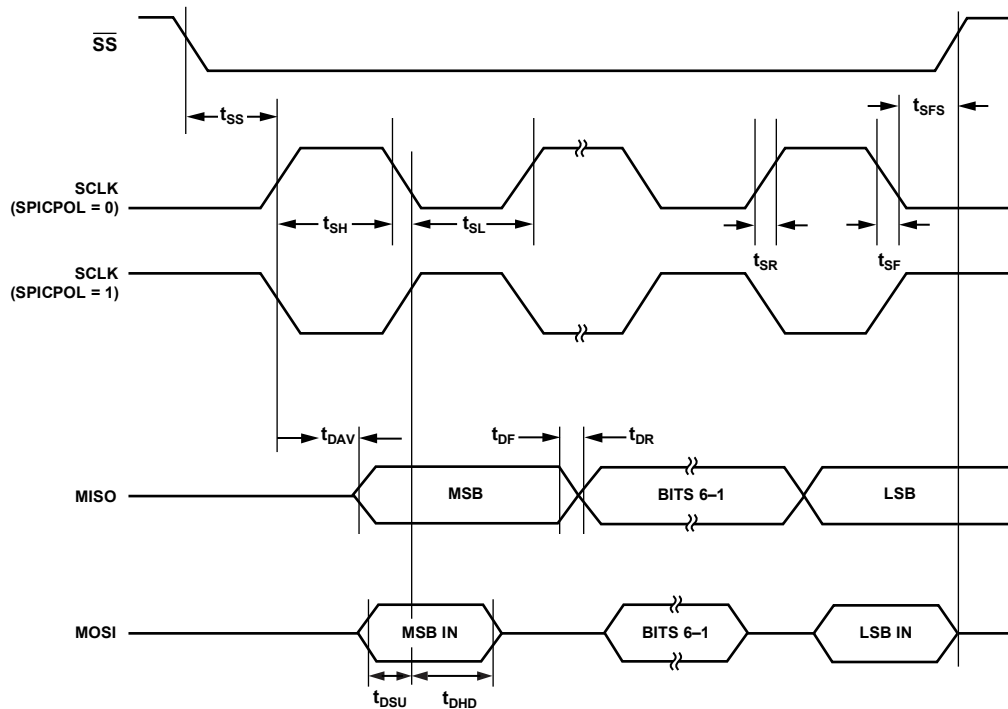 SS
tSS
tSFS
SCLK
(SPICPOL = 0)
tSH
tSL
tSR
tSF
SCLK
(SPICPOL = 1)
tDAV
tDF
tDR
MISO
MSB
BITS 6–1
LSB
MOSI
MSB IN
BITS 6–1
LSB IN
tDSU
tDHD